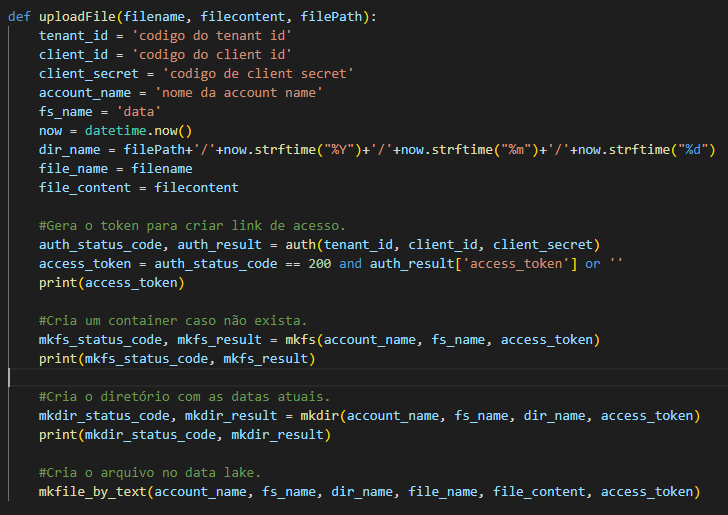 def uploadFile(filename, filecontent, filePath):
    tenant_id = 'codigo do tenant id'
    client_id = 'codigo do client id'
    client_secret = 'codigo de client secret'
    account_name = 'nome da account name'
    fs_name = 'data'
    now = datetime.now()
    dir_name = filePath+'/'+now.strftime("%Y")+'/'+now.strftime("%m")+'/'+now.strftime("%d")
    file_name = filename
    file_content = filecontent

    #Gera o token para criar link de acesso.
    auth_status_code, auth_result = auth(tenant_id, client_id, client_secret)
    access_token = auth_status_code == 200 and auth_result['access_token'] or ''
    print(access_token)

    #Cria um container caso não exista.
    mkfs_status_code, mkfs_result = mkfs(account_name, fs_name, access_token)
    print(mkfs_status_code, mkfs_result)

    #Cria o diretório com as datas atuais.
    mkdir_status_code, mkdir_result = mkdir(account_name, fs_name, dir_name, access_token)
    print(mkdir_status_code, mkdir_result)

    #Cria o arquivo no data lake.
    mkfile_by_text(account_name, fs_name, dir_name, file_name, file_content, access_token)